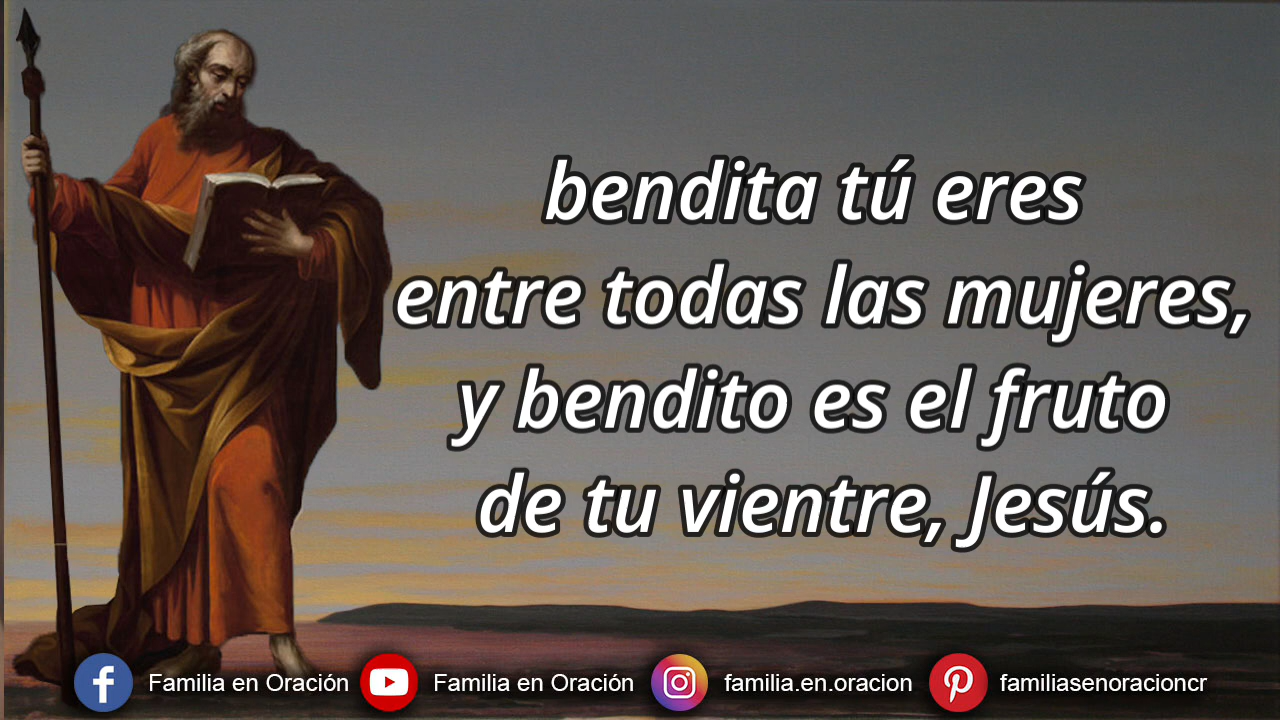 bendita tú eres
entre todas las mujeres,
y bendito es el fruto
de tu vientre, Jesús.
Familia en Oración
Familia en Oración
familia.en.oracion
familiasenoracioncr